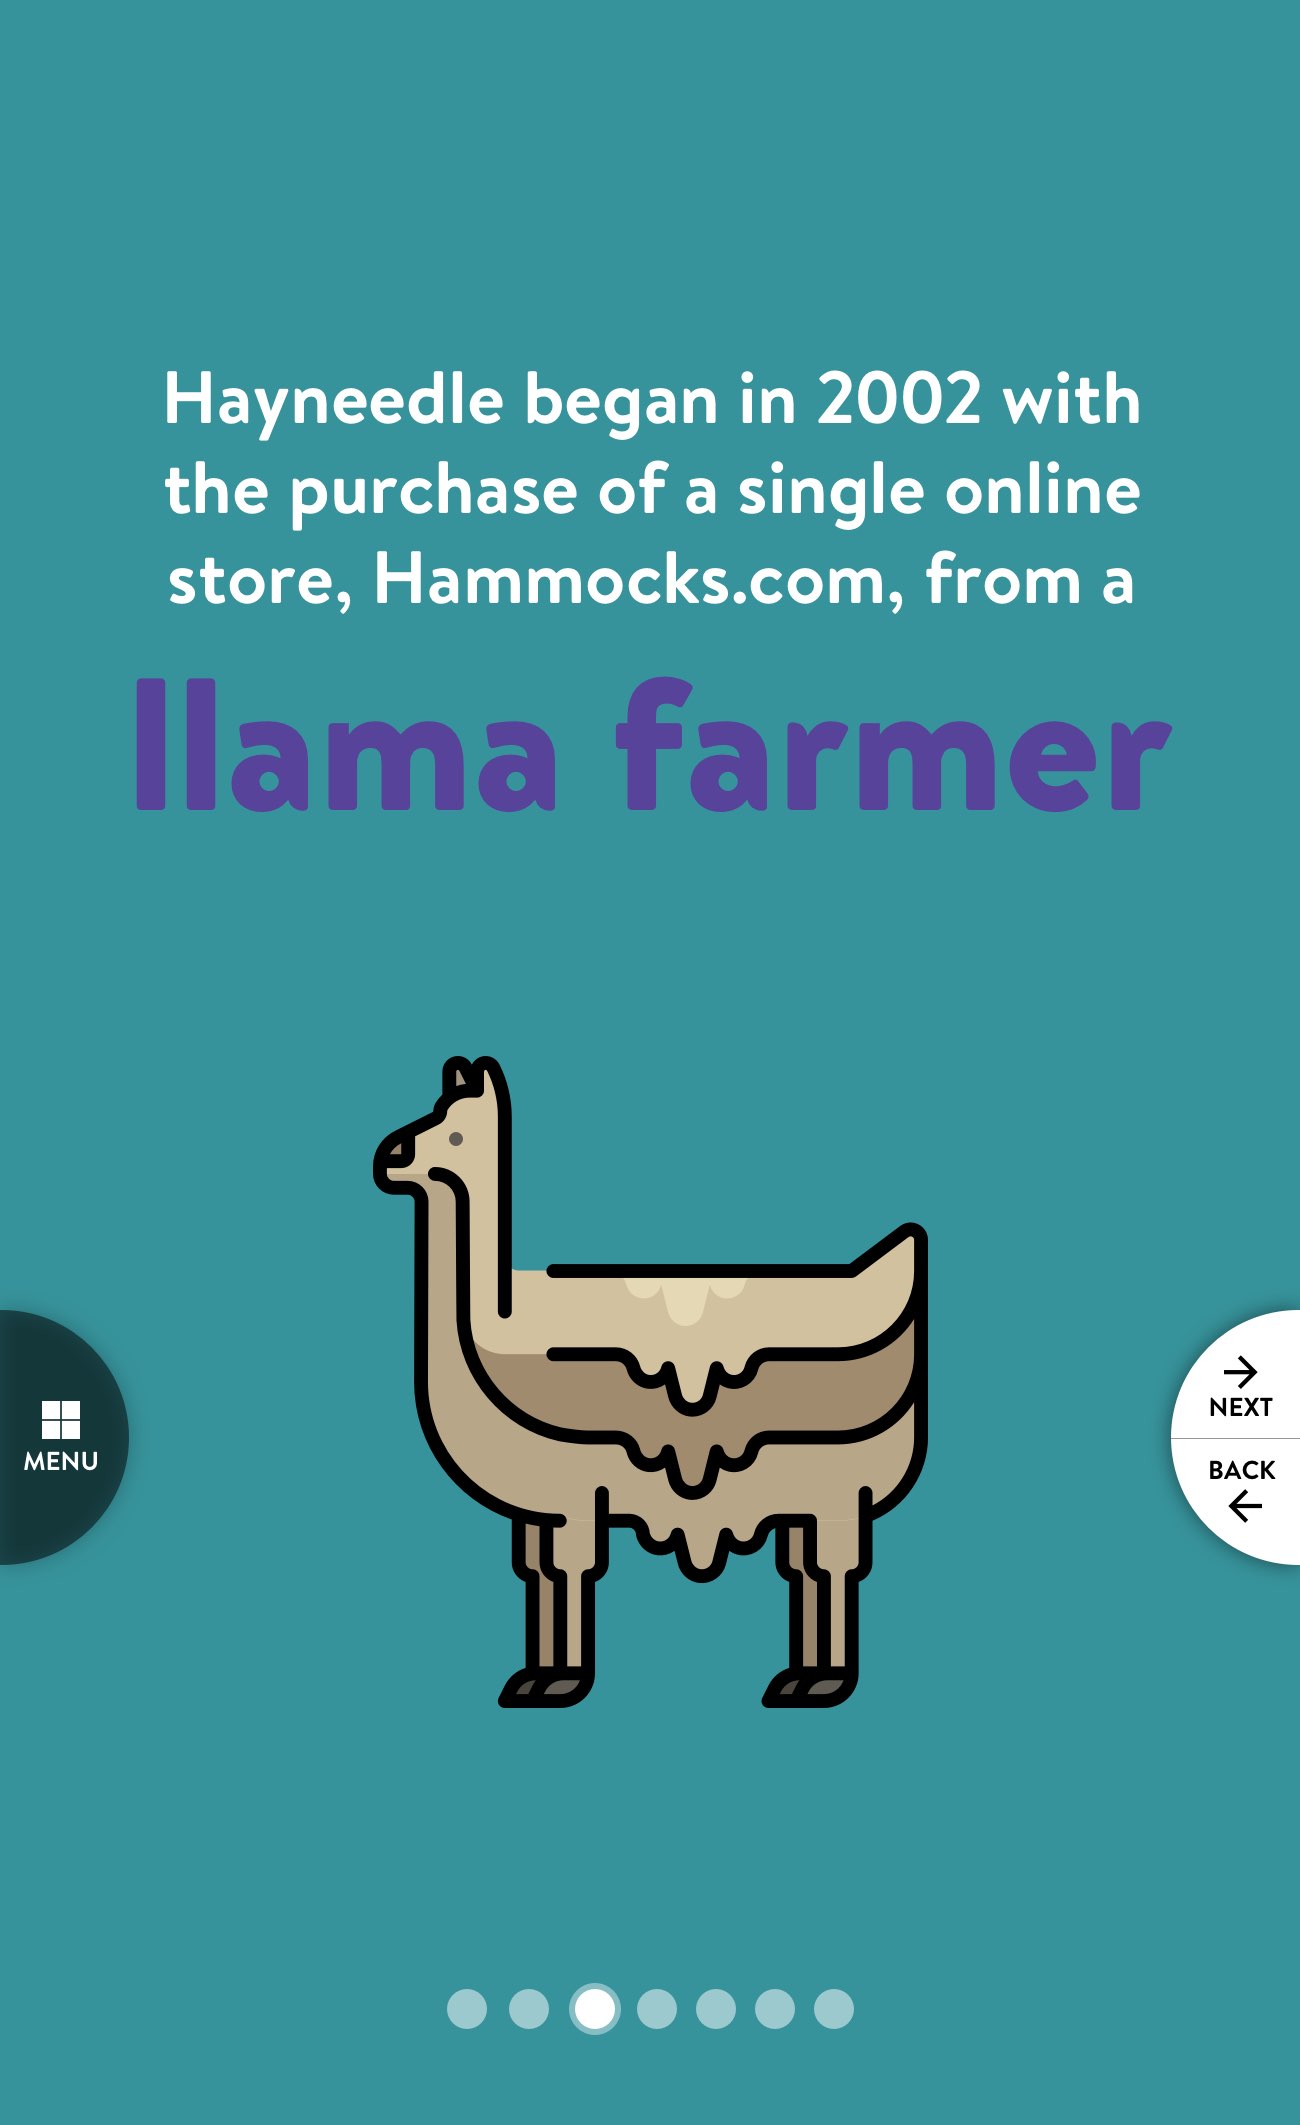 Hayneedle began in 2002 with
the purchase of a single online
store, Hammocks.com, from a
llama farmer
MENU
NEXT
BACK